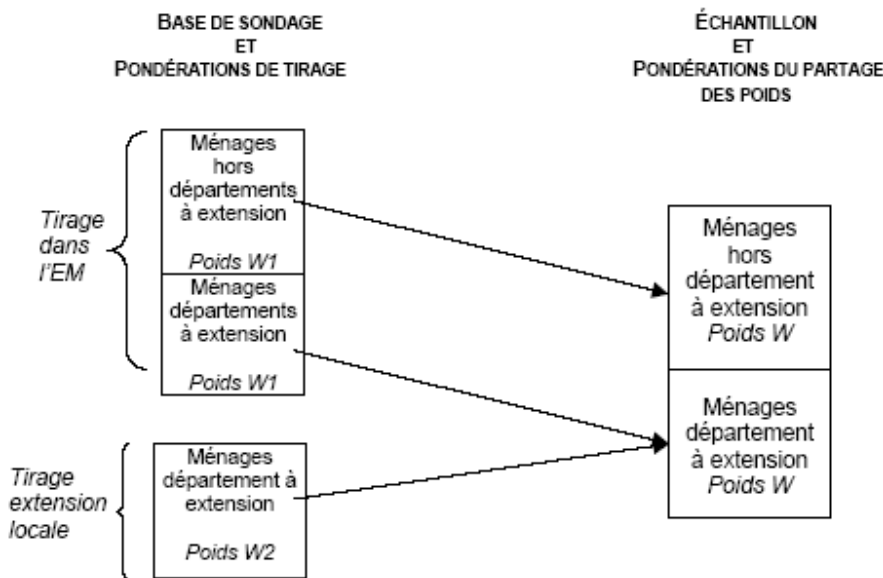 BASE DE SONDAGE
ET
PONDÉRATIONS DE TIRAGE
ÉCHANTILLON
ET
PONDÉRATIONS DU PARTAGE
DES POIDS
Tirage
dans
l'EM
Ménages
hors
départements
à extension
Poids W1
Ménages
départements
à extension
Poids W1
Tirage
extension
locale
Ménages
département à
extension
Poids W2
Ménages
hors
département
à extension
Poids W
Ménages
département
à extension
Poids W